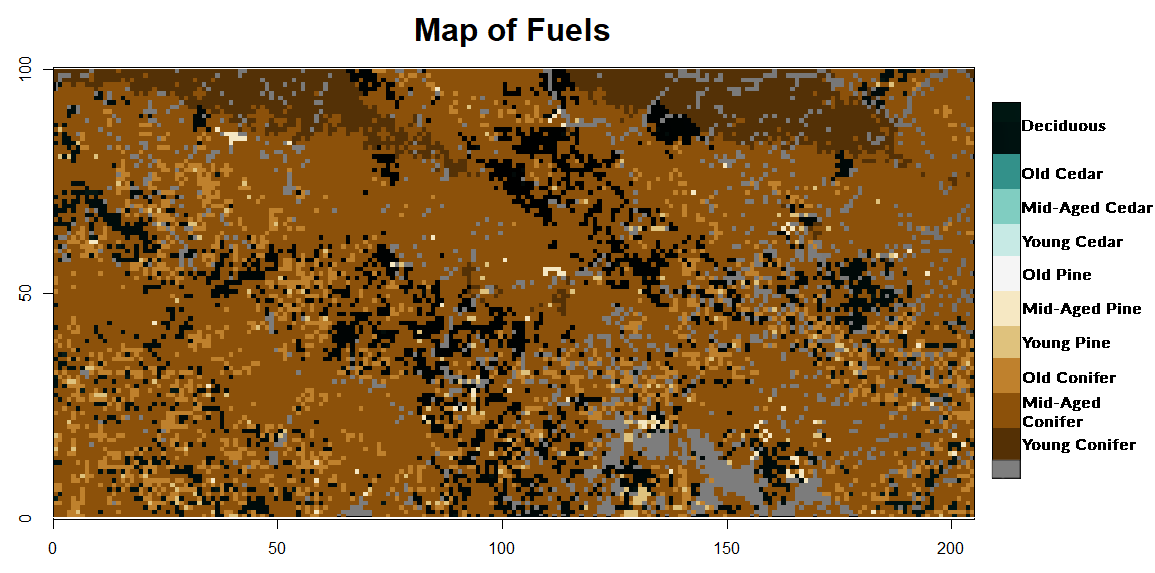 Map of Fuels
100
50
0
0
50
100
150
200
Deciduous
Old Cedar
Mid-Aged Cedar
Young Cedar
Old Pine
Mid-Aged Pine
Young Pine
Old Conifer
Mid-Aged
Conifer
Young Conifer